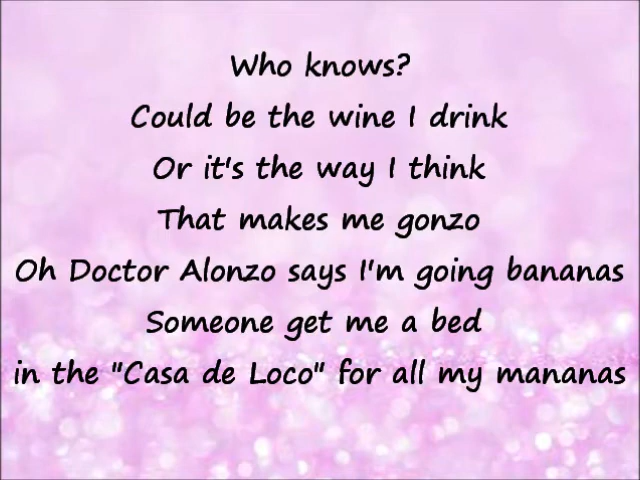 Who knows?
Could be the wine I drink
Or it's the way I think
That makes me gonzo
Oh Doctor Alonzo says I'm going bananas
Someone get me a bed
in the "Casa de Loco" for all my mananas